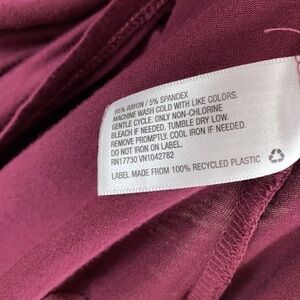 95% RAYON / 5% SPANDEX
MACHINE WASH COLD WITH LIKE COLORS.
GENTLE CYCLE. ONLY NON-CHLORINE
BLEACH IF NEEDED. TUMBLE DRY LOW.
REMOVE PROMPTLY. COOL IRON IF NEEDED.
DO NOT IRON ON LABEL.
RN17730 VN1042782
LABEL MADE FROM 100% RECYCLED PLASTIC